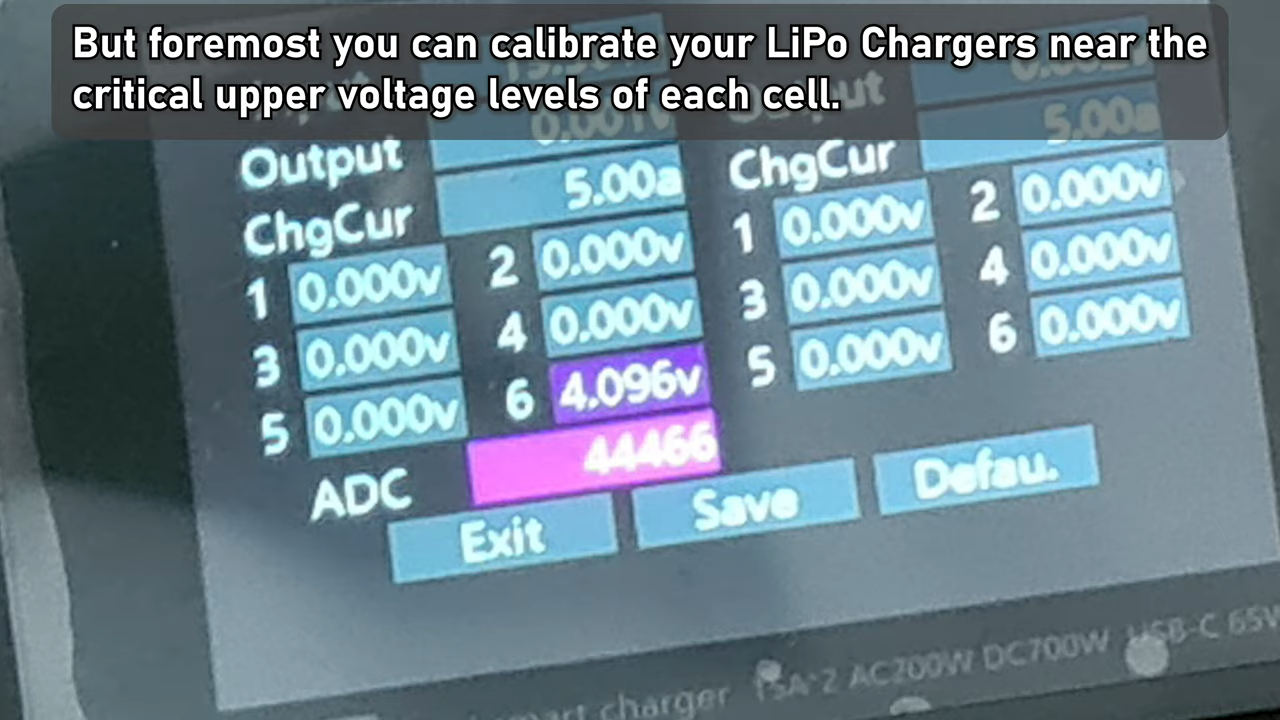 But foremost you can calibrate your LiPo Chargers near the
critical upper voltage levels of each cell.
Output 0.001v
ChgCur 5.00a
1 0.000v 2 0.000v
3 0.000v 4 0.000v
5 0.000v 6 4.096v
ADC 44466
ChgCur 5.00a
1 0.000v 2 0.000v
3 0.000v 4 0.000v
5 0.000v 6 0.000v
Exit Save Defau.
smart charger 15A*2 AC200W DC700W USB-C 65W